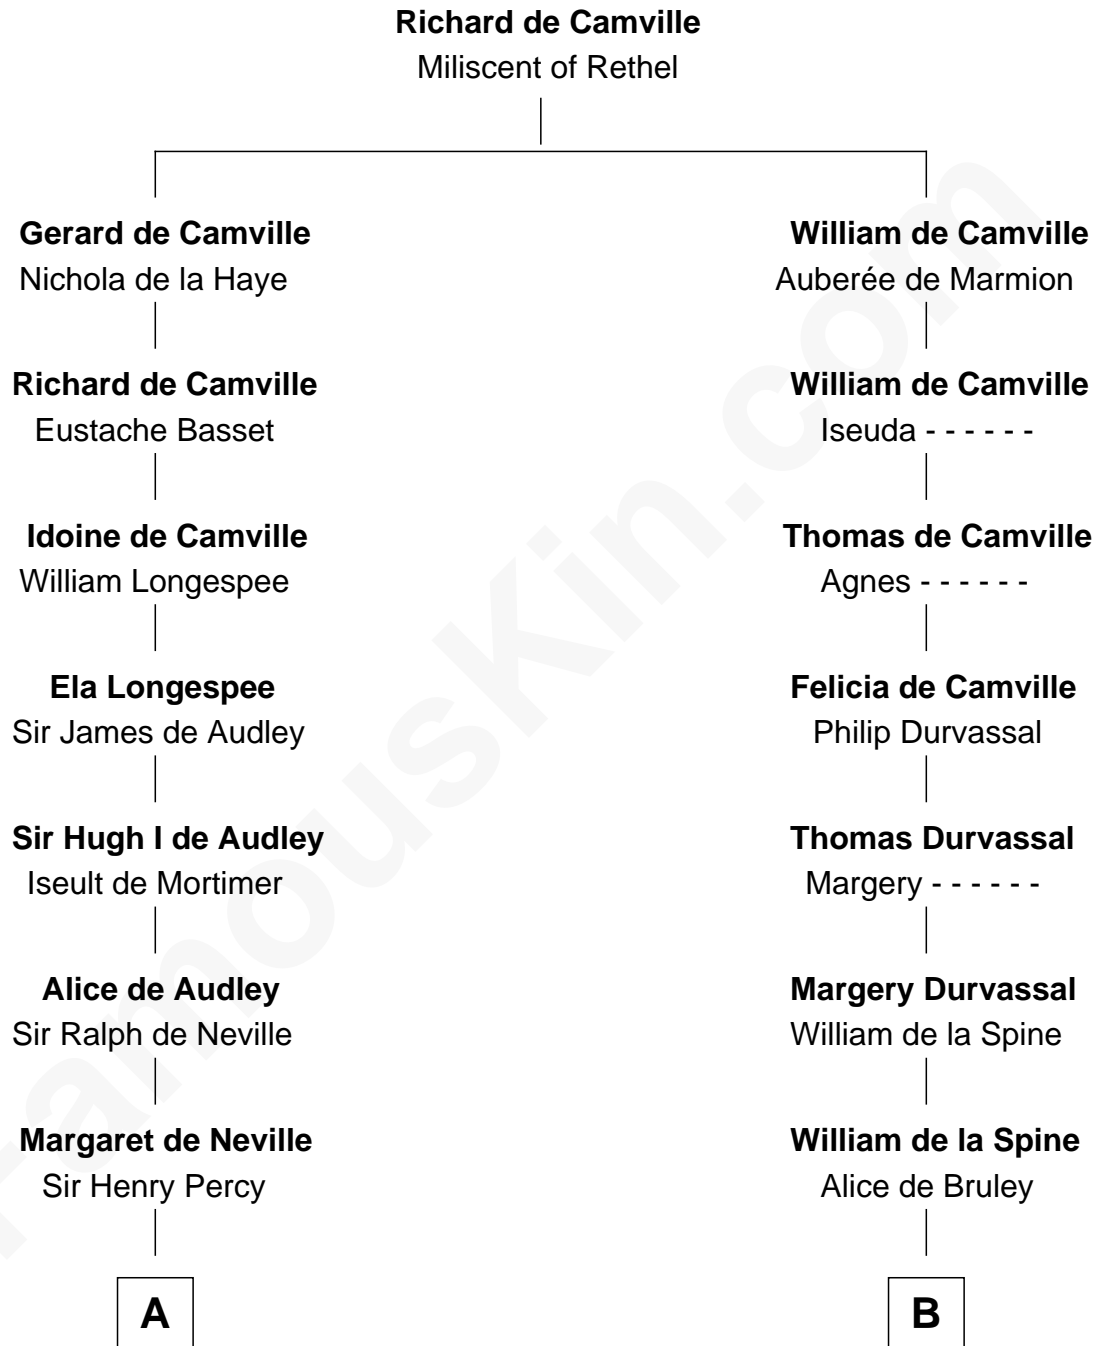 Richard de Camville
Miliscent of Rethel
Gerard de Camville
Nichola de la Haye
William de Camville
Auberée de Marmion
Richard de Camville
Eustache Basset
William de Camville
Iseuda - - - - - -
Idoine de Camville
William Longespee
Thomas de Camville
Agnes - - - - - -
Ela Longespee
Sir James de Audley
Felicia de Camville
Philip Durvassal
Sir Hugh I de Audley
Iseult de Mortimer
Thomas Durvassal
Margery - - - - - -
Alice de Audley
Sir Ralph de Neville
Margery Durvassal
William de la Spine
Margaret de Neville
Sir Henry Percy
William de la Spine
Alice de Bruley
A
B
FamousKin.com